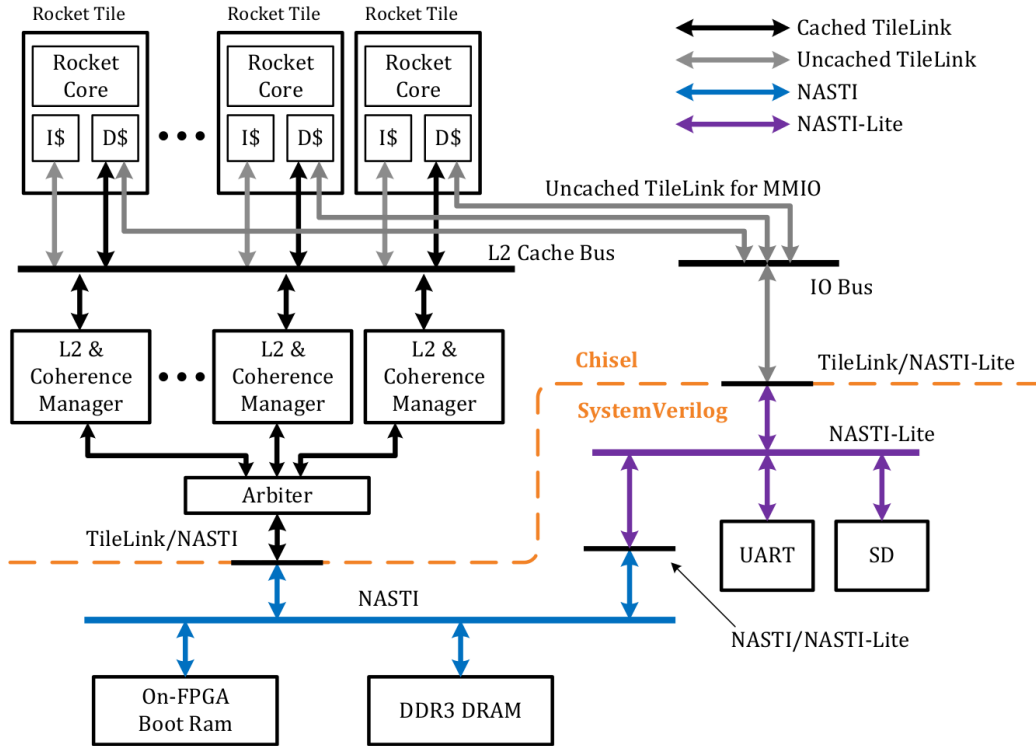 Rocket Tile
Rocket Tile
Rocket Tile
Cached TileLink
Uncached TileLink
NASTI
NASTI-Lite
Rocket
Core
Rocket
Core
Rocket
Core
I$
D$
I$
D$
I$
D$
Uncached TileLink for MMIO
L2 Cache Bus
IO Bus
L2 &
Coherence
Manager
L2 &
Coherence
Manager
L2 &
Coherence
Manager
Chisel
TileLink/NASTI-Lite
SystemVerilog
NASTI-Lite
Arbiter
TileLink/NASTI
UART
SD
NASTI
NASTI/NASTI-Lite
On-FPGA
Boot Ram
DDR3 DRAM